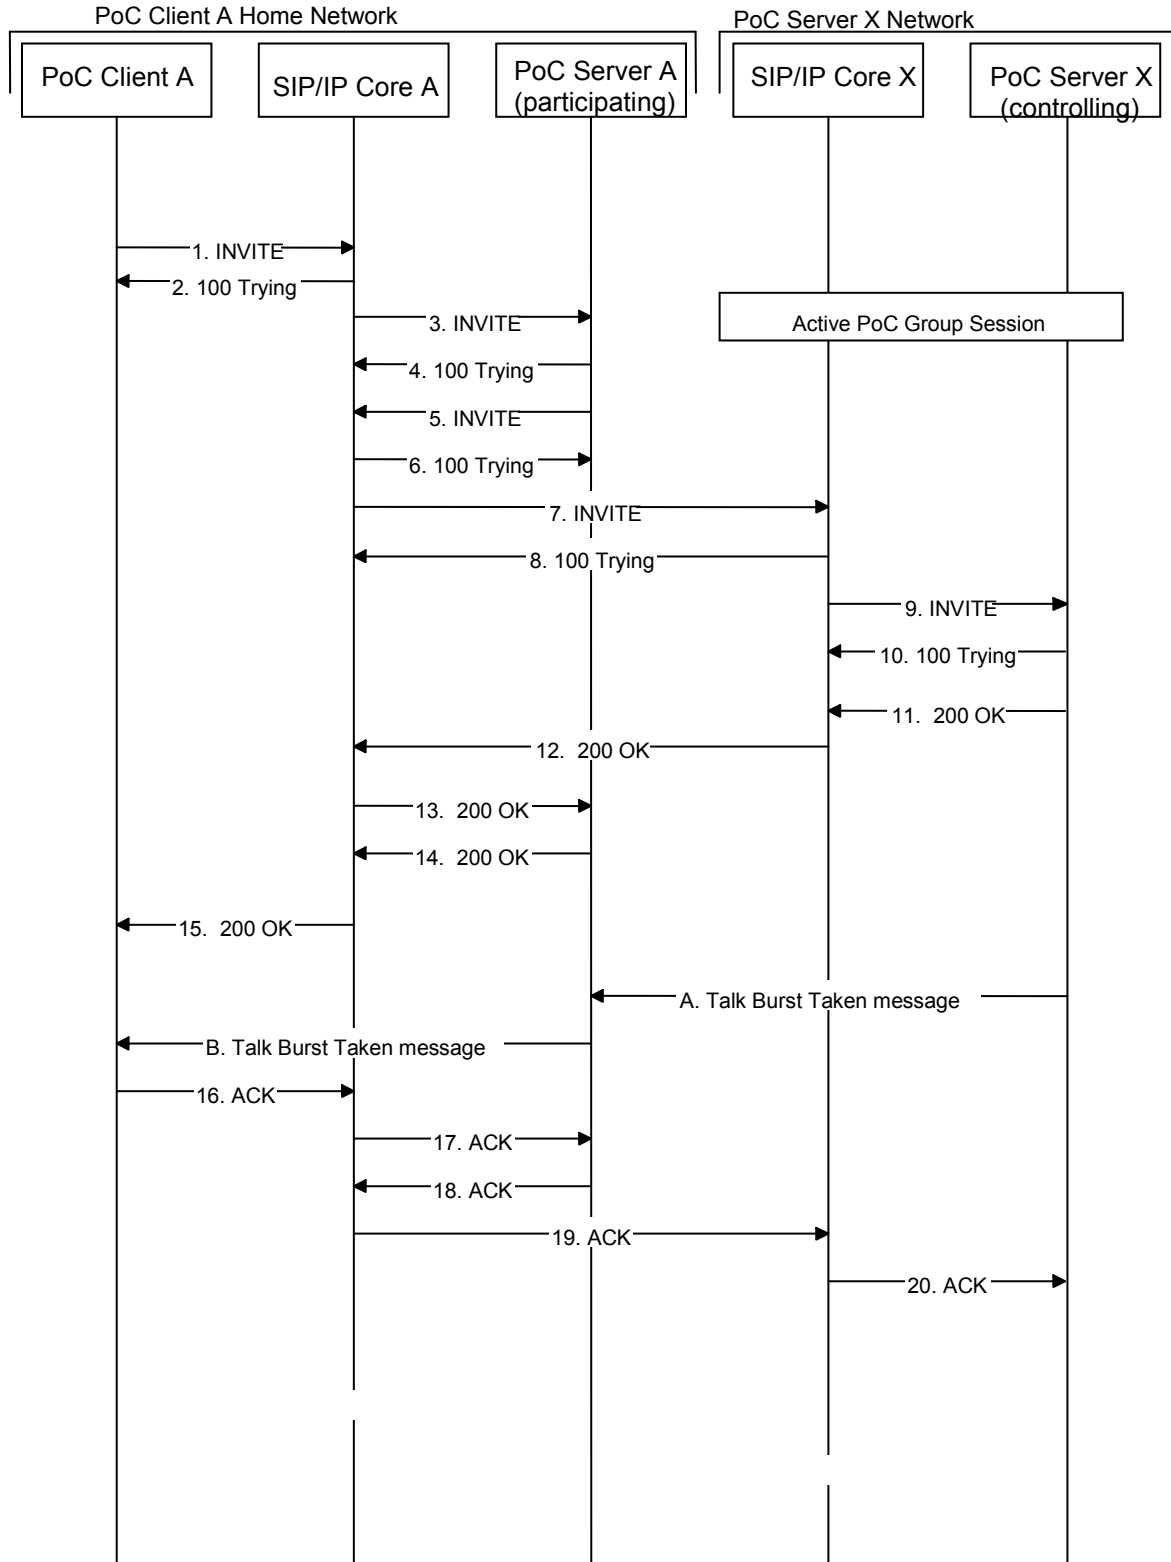 PoC Client A Home Network
PoC Server X Network
PoC Client A
SIP/IP Core A
PoC Server A
(participating)
SIP/IP Core X
PoC Server X
(controlling)
1. INVITE
2. 100 Trying
Active PoC Group Session
3. INVITE
4. 100 Trying
5. INVITE
6. 100 Trying
7. INVITE
8. 100 Trying
9. INVITE
10. 100 Trying
11. 200 OK
12. 200 OK
13. 200 OK
14. 200 OK
15. 200 OK
A. Talk Burst Taken message
B. Talk Burst Taken message
16. ACK
17. ACK
18. ACK
19. ACK
20. ACK